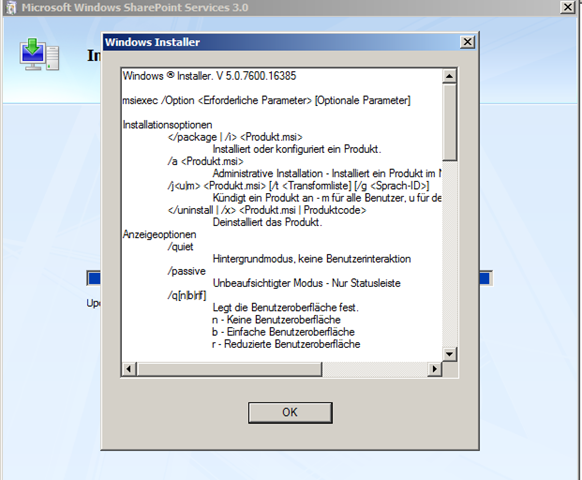 Microsoft Windows SharePoint Services 3.0
In
Windows Installer
Windows ® Installer. V 5.0.7600.16385
msiexec /Option <Erforderliche Parameter> [Optionale Parameter]
Installationsoptionen
</package | /i> <Produkt.msi>
Installiert oder konfiguriert ein Produkt.
/a <Produkt.msi>
Administrative Installation - Installiert ein Produkt im
/j<u|m> <Produkt.msi> [/t <Transformliste] [/g <Sprach-ID>]
Kündigt ein Produkt an - m für alle Benutzer, u für de
</uninstall | /x> <Produkt.msi | Produktcode>
Deinstalliert das Produkt.
Anzeigeoptionen
/quiet
Hintergrundmodus, keine Benutzerinteraktion
/passive
Unbeaufsichtigter Modus - Nur Statusleiste
/q[n|b|r|f]
Legt die Benutzeroberfläche fest.
n - Keine Benutzeroberfläche
b - Einfache Benutzeroberfläche
r - Reduzierte Benutzeroberfläche
Upd
OK